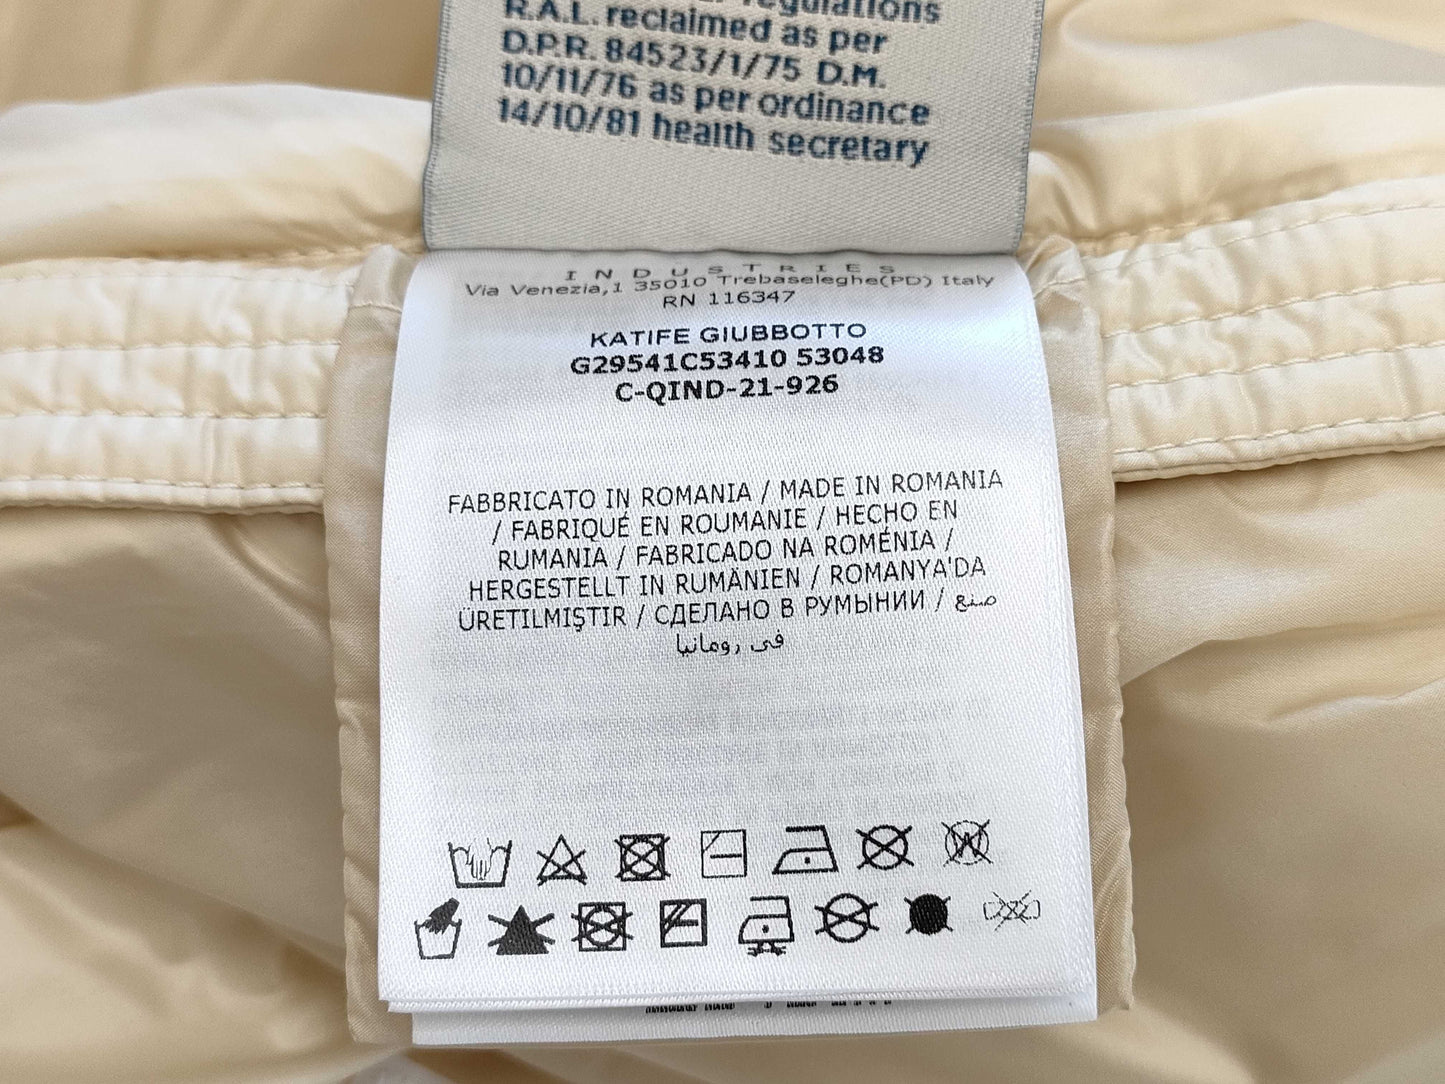 regulations
R.A.L. reclaimed as per
D.P.R. 84523/1/75 D.M.
10/11/76 as per ordinance
14/10/81 health secretary
INDUSTRIES
Via Venezia,1 35010 Trebaseleghe(PD) Italy
RN 116347
KATIFE GIUBBOTTO
G29541C53410 53048
C-QIND-21-926
FABBRICATO IN ROMANIA / MADE IN ROMANIA
/ FABRIQUÉ EN ROUMANIE / HECHO EN
RUMANIA / FABRICADO NA ROMÉNIA /
HERGESTELLT IN RUMÄNIEN / ROMANYA'DA
ÜRETILMIŞTIR / СДЕЛАНО В РУМЫНИИ / صنع
في رومانيا